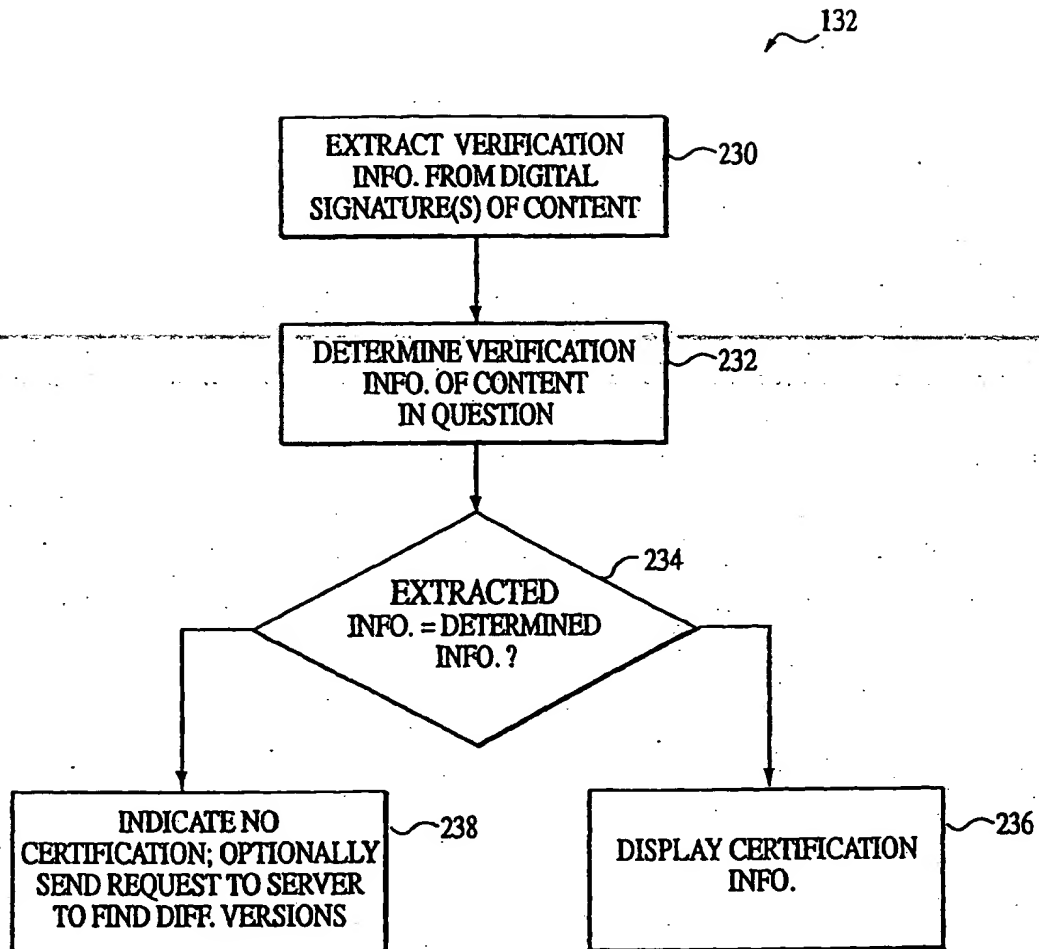 132
EXTRACT VERIFICATION
INFO. FROM DIGITAL
SIGNATURE(S) OF CONTENT
230
DETERMINE VERIFICATION
INFO. OF CONTENT
IN QUESTION
232
EXTRACTED
INFO. = DETERMINED
INFO. ?
234
INDICATE NO
CERTIFICATION; OPTIONALLY
SEND REQUEST TO SERVER
TO FIND DIFF. VERSIONS
238
DISPLAY CERTIFICATION
INFO.
236